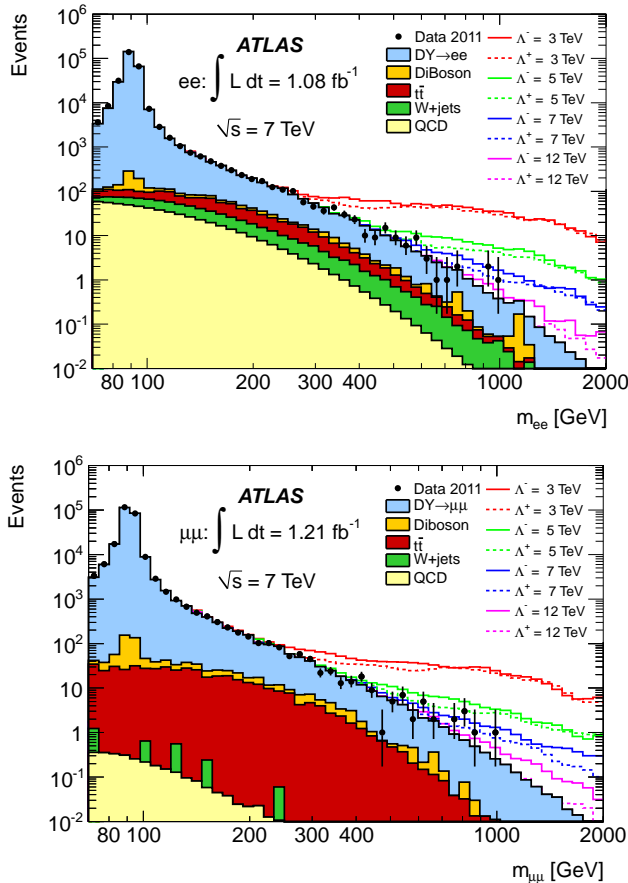 Events
10^6
10^5
10^4
10^3
10^2
10
1
10^-1
10^-2
ATLAS
ee: ∫ L dt = 1.08 fb^-1
√s = 7 TeV
Data 2011
DY→ee
DiBoson
tt̄
W+jets
QCD
Λ^- = 3 TeV
Λ^+ = 3 TeV
Λ^- = 5 TeV
Λ^+ = 5 TeV
Λ^- = 7 TeV
Λ^+ = 7 TeV
Λ^- = 12 TeV
Λ^+ = 12 TeV
80 100 200 300 400 1000 2000
m_ee [GeV]
Events
10^6
10^5
10^4
10^3
10^2
10
1
10^-1
10^-2
ATLAS
μμ: ∫ L dt = 1.21 fb^-1
√s = 7 TeV
Data 2011
DY→μμ
Diboson
tt̄
W+jets
QCD
Λ^- = 3 TeV
Λ^+ = 3 TeV
Λ^- = 5 TeV
Λ^+ = 5 TeV
Λ^- = 7 TeV
Λ^+ = 7 TeV
Λ^- = 12 TeV
Λ^+ = 12 TeV
80 100 200 300 400 1000 2000
m_μμ [GeV]